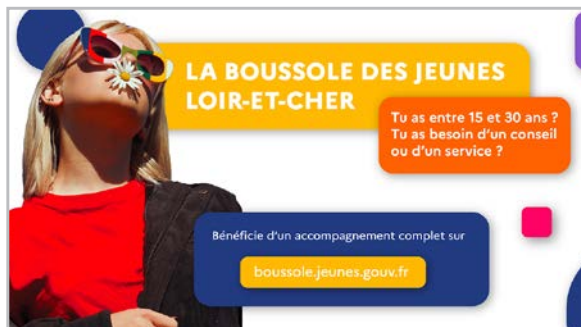 LA BOUSSOLE DES JEUNES
LOIR-ET-CHER
Tu as entre 15 et 30 ans ?
Tu as besoin d'un conseil
ou d'un service ?
Bénéficie d'un accompagnement complet sur
boussole.jeunes.gouv.fr